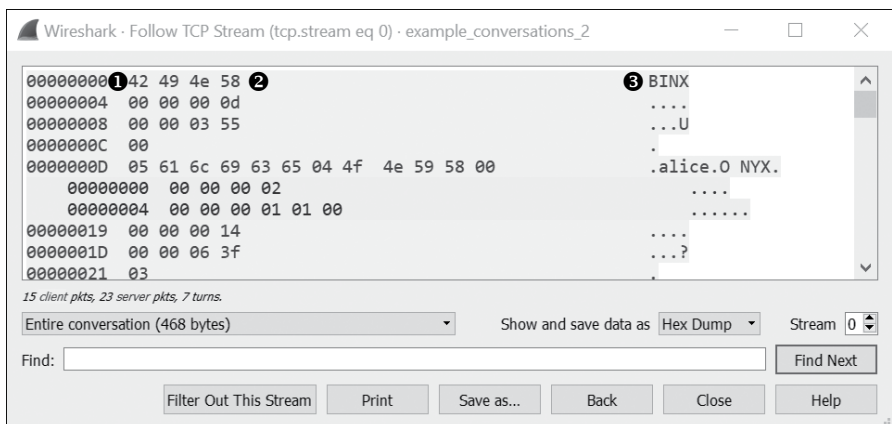 Wireshark · Follow TCP Stream (tcp.stream eq 0) · example_conversations_2
00000000 ❶ 42 49 4e 58 ❷ ❸ BINX
00000004 00 00 00 0d ....
00000008 00 00 03 55 ...U
0000000C 00 .
0000000D 05 61 6c 69 63 65 04 4f 4e 59 58 00 .alice.O NYX.
00000000 00 00 00 02 ....
00000004 00 00 00 01 01 00 ......
00000019 00 00 00 14 ....
0000001D 00 00 06 3f ...?
00000021 03 .
15 client pkts, 23 server pkts, 7 turns.
Entire conversation (468 bytes) Show and save data as Hex Dump Stream 0
Find: Find Next
Filter Out This Stream Print Save as... Back Close Help